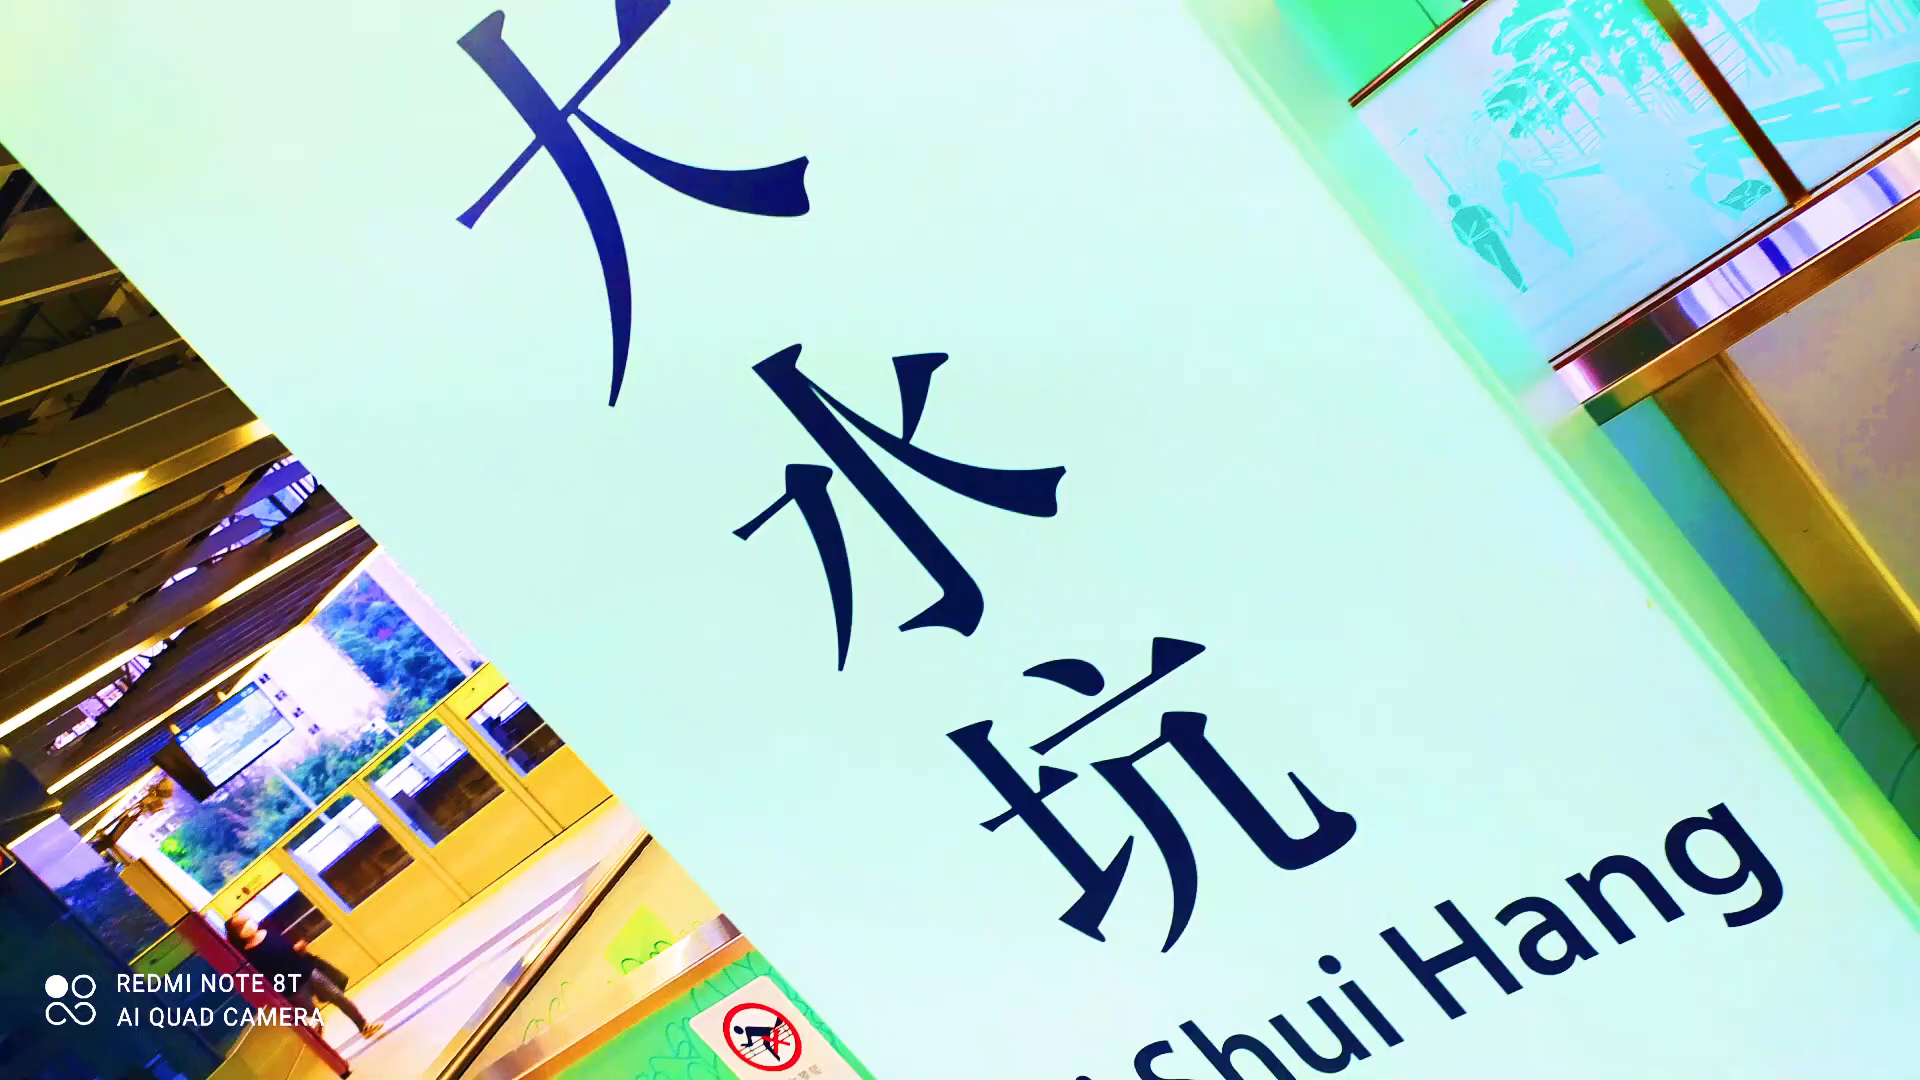 大水坑
Shui Hang
REDMI NOTE 8T
AI QUAD CAMERA